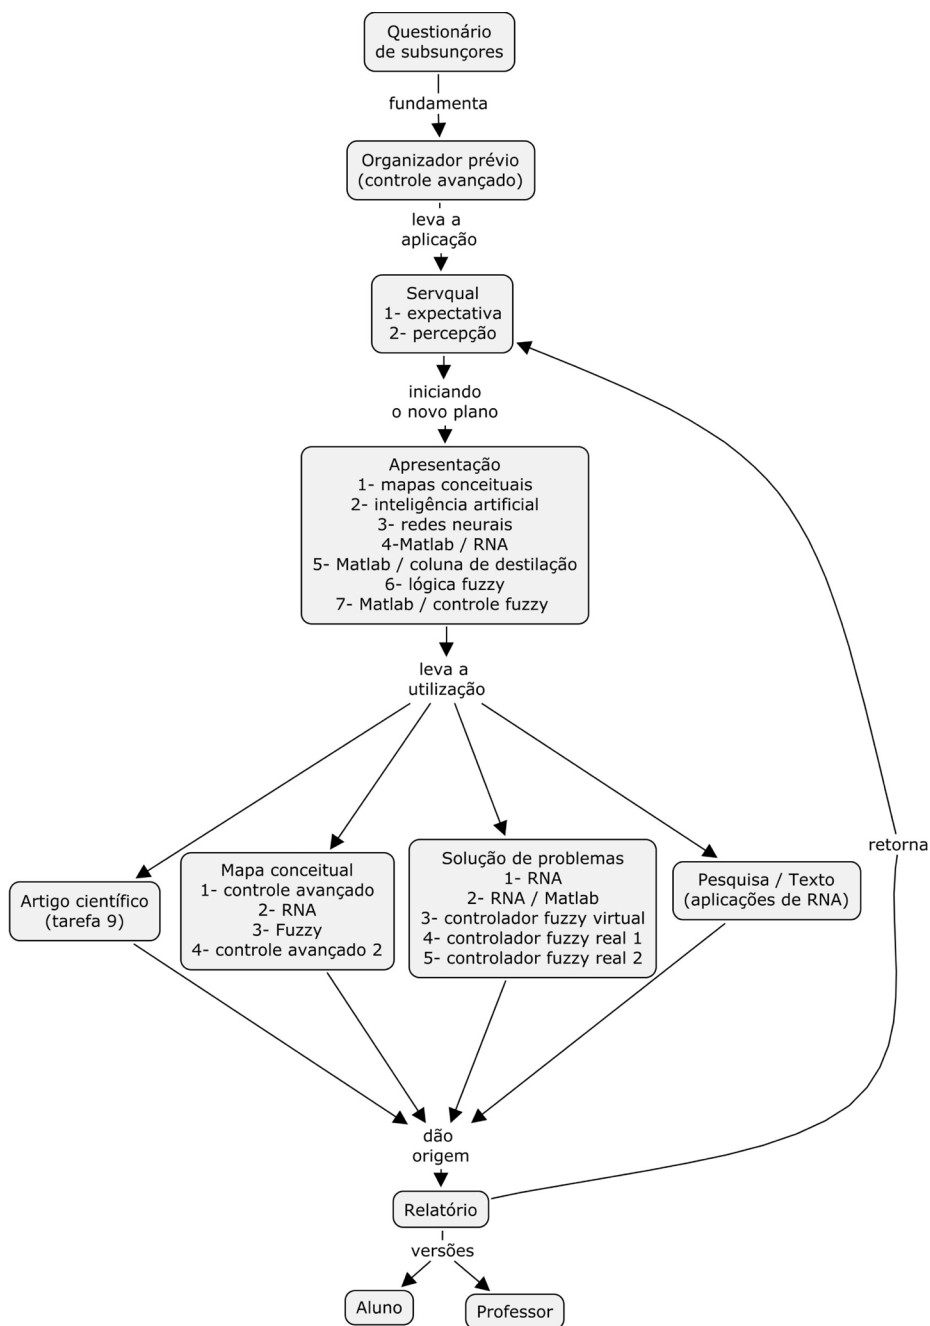 Questionário
de subsunçores
fundamenta
Organizador prévio
(controle avançado)
leva a
aplicação
Servqual
1- expectativa
2- percepção
iniciando
o novo plano
Apresentação
1- mapas conceituais
2- inteligência artificial
3- redes neurais
4-Matlab / RNA
5- Matlab / coluna de destilação
6- lógica fuzzy
7- Matlab / controle fuzzy
leva a
utilização
retorna
Artigo científico
(tarefa 9)
Mapa conceitual
1- controle avançado
2- RNA
3- Fuzzy
4- controle avançado 2
Solução de problemas
1- RNA
2- RNA / Matlab
3- controlador fuzzy virtual
4- controlador fuzzy real 1
5- controlador fuzzy real 2
Pesquisa / Texto
(aplicações de RNA)
dão
origem
Relatório
versões
Aluno
Professor